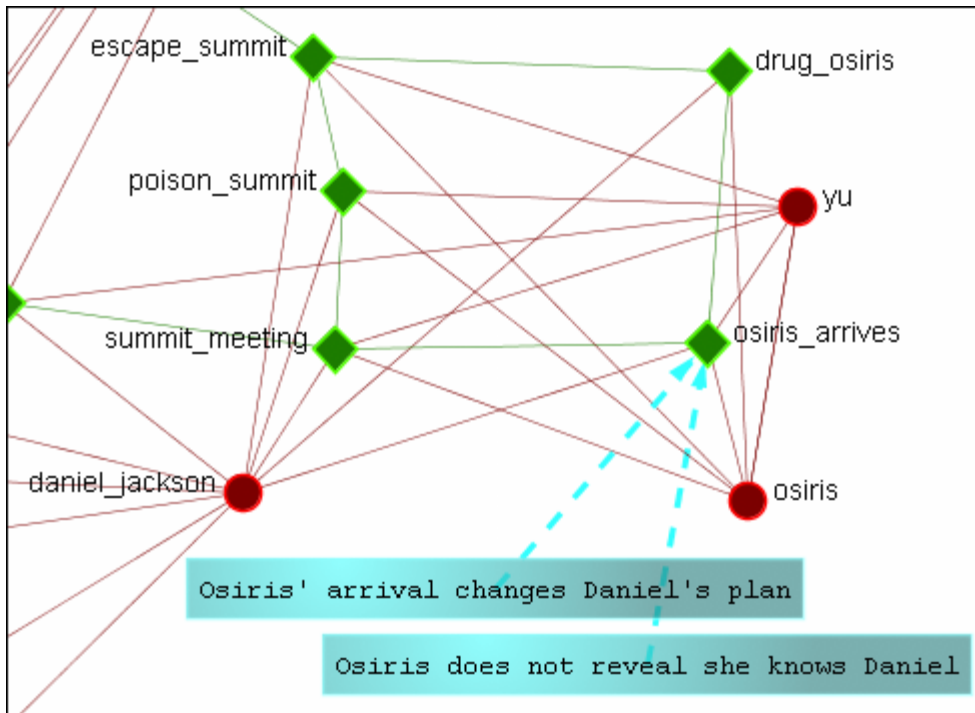 escape_summit
drug_osiris
poison_summit
yu
summit_meeting
osiris_arrives
daniel_jackson
osiris
Osiris' arrival changes Daniel's plan
Osiris does not reveal she knows Daniel